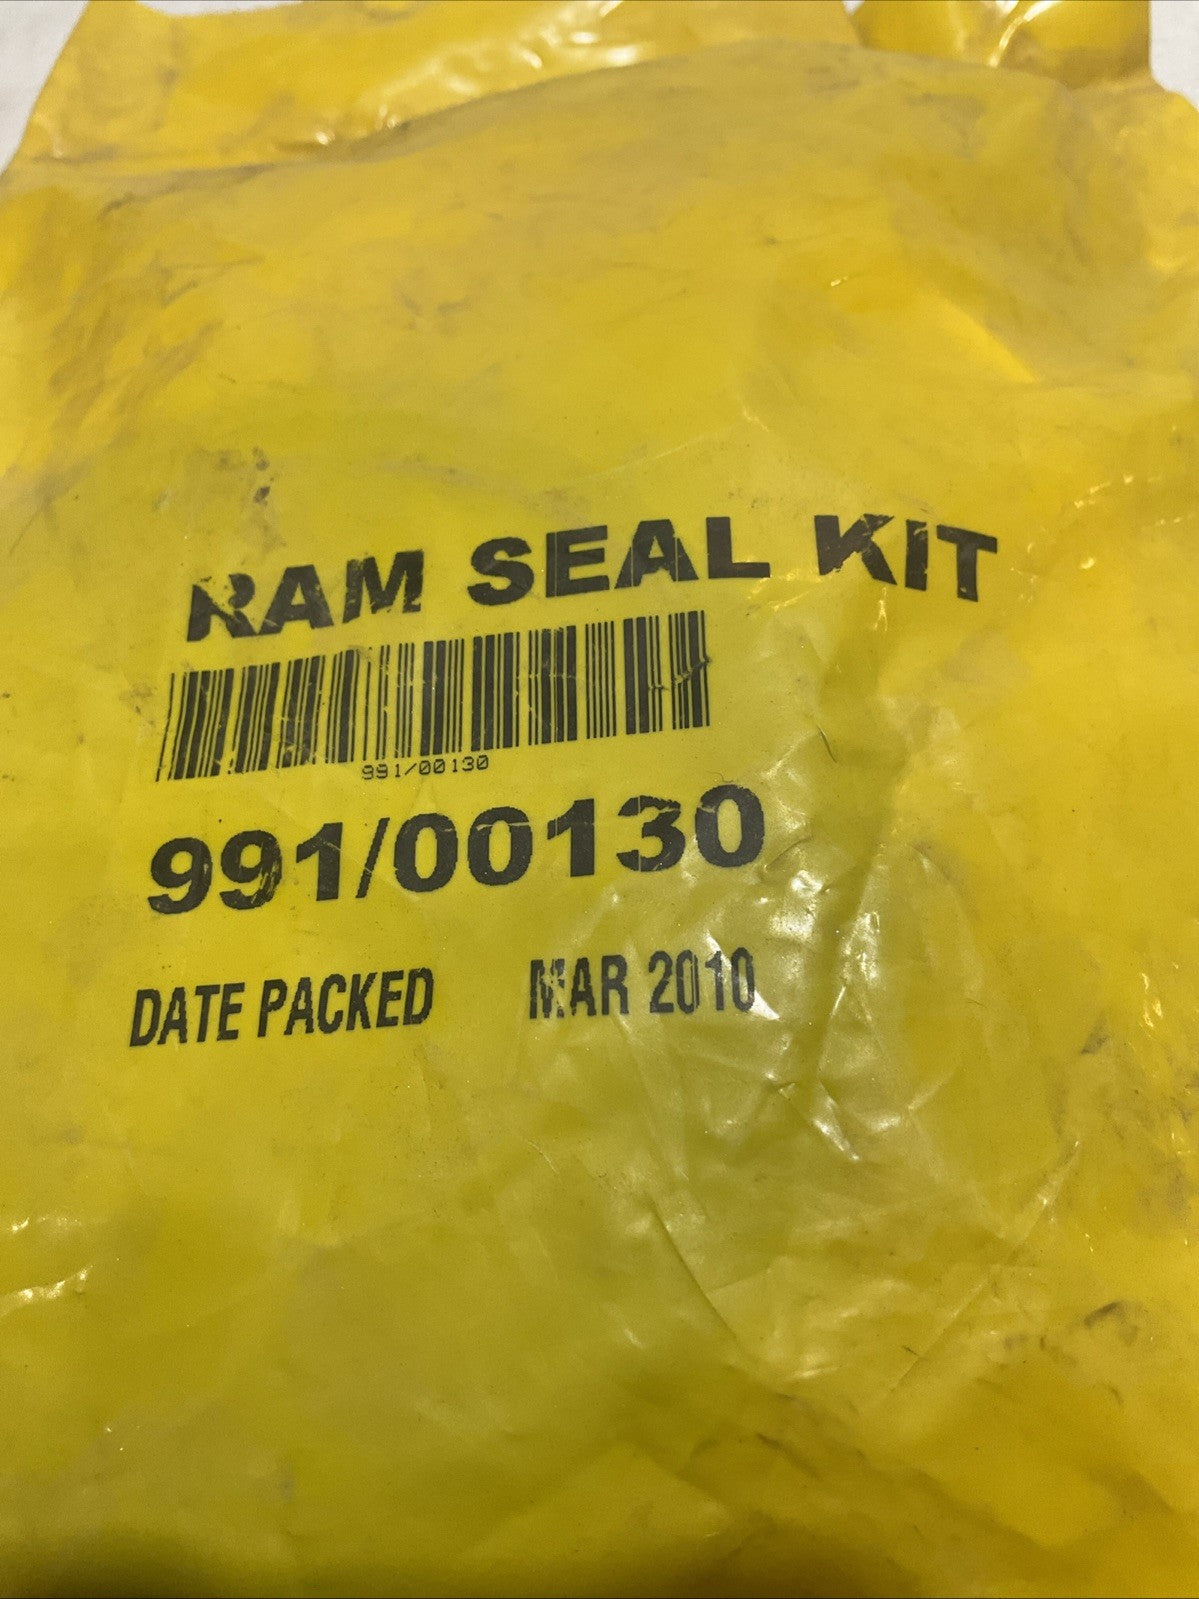 RAM SEAL KIT
991/00130
991/00130
DATE PACKED MAR 2010